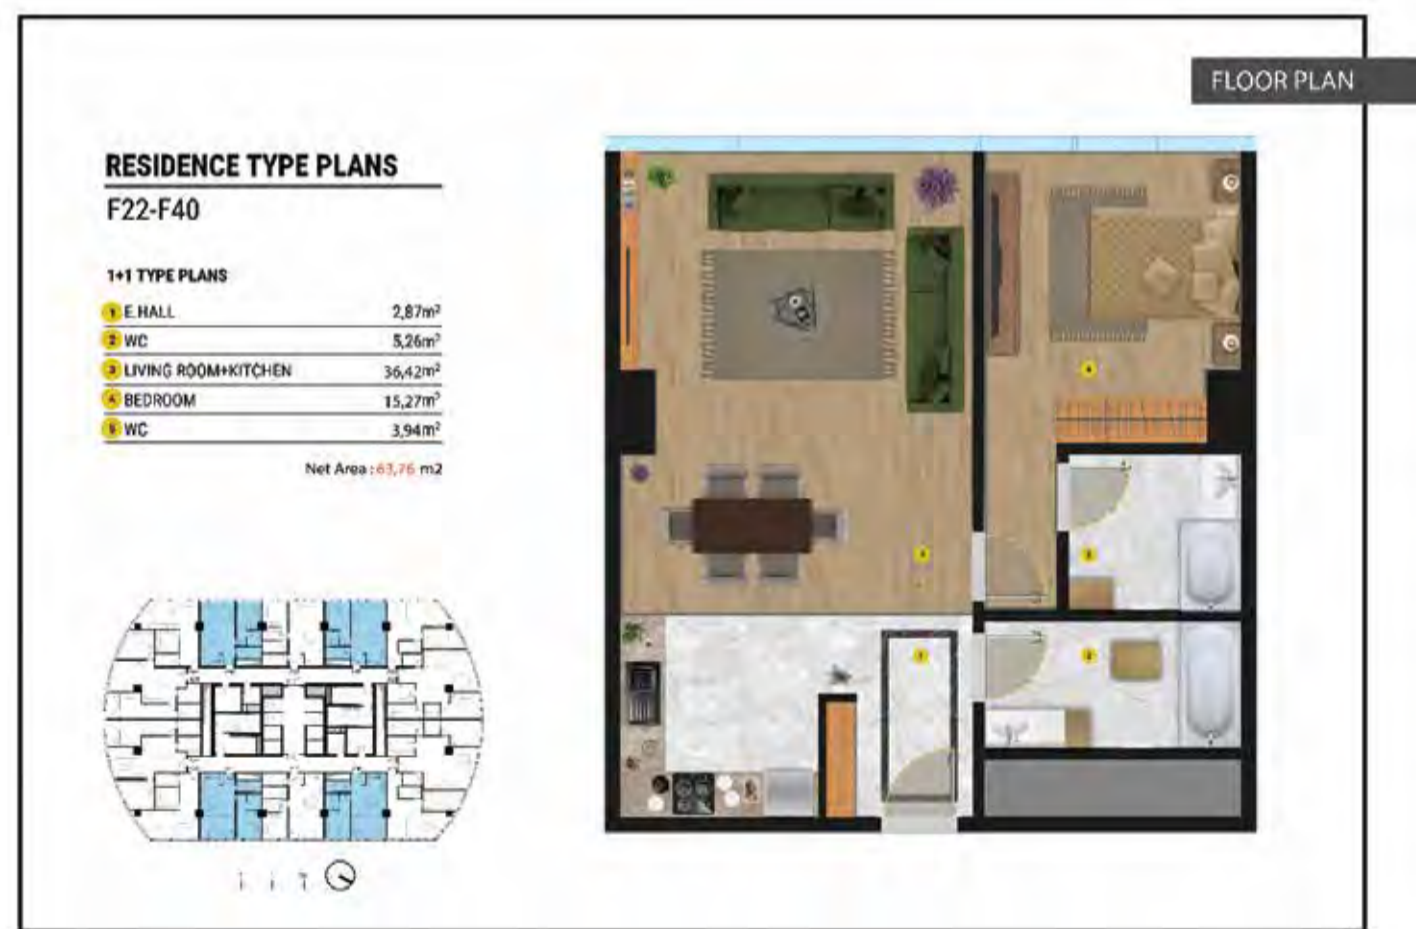 FLOOR PLAN
RESIDENCE TYPE PLANS
F22-F40
1+1 TYPE PLANS
1 E. HALL 2,87m²
2 WC 5,26m²
3 LIVING ROOM+KITCHEN 36,42m²
4 BEDROOM 15,27m²
5 WC 3,94m²
Net Area : 63,76 m2